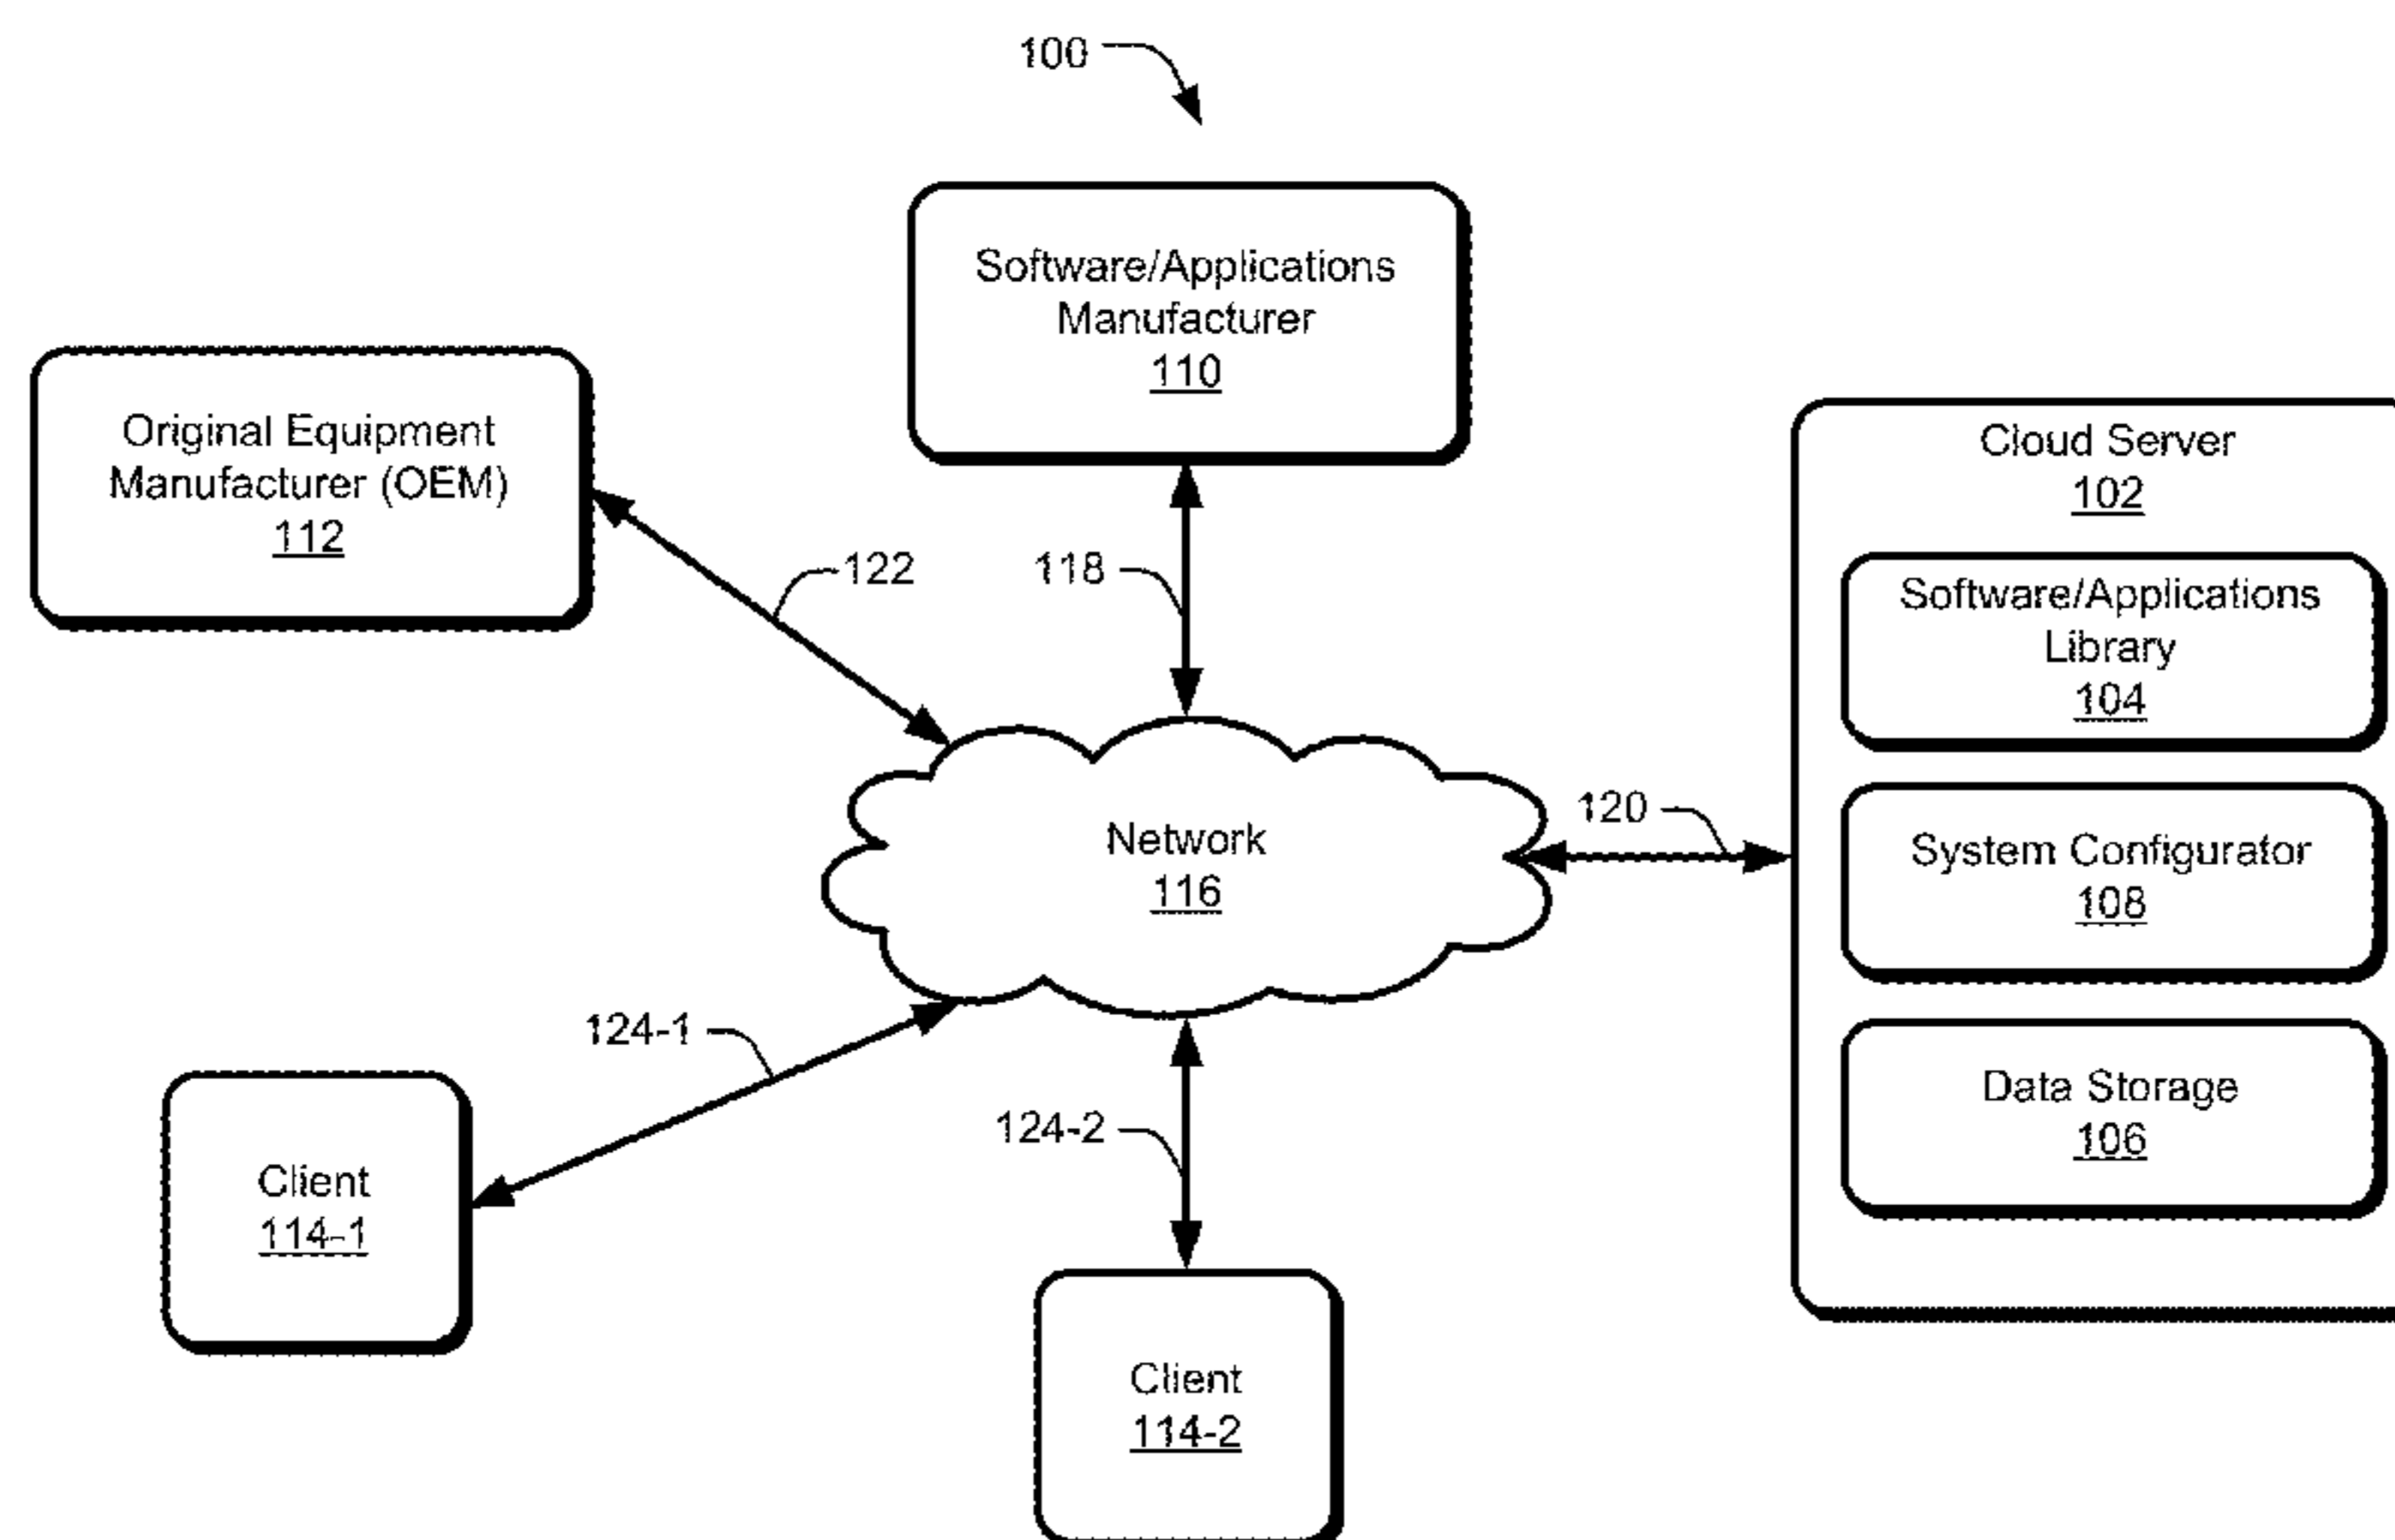 100
Software/Applications
Manufacturer
110
Original Equipment
Manufacturer (OEM)
112
Cloud Server
102
Software/Applications
Library
104
122
118
120
System Configurator
108
Network
116
Data Storage
106
124-1
124-2
Client
114-1
Client
114-2